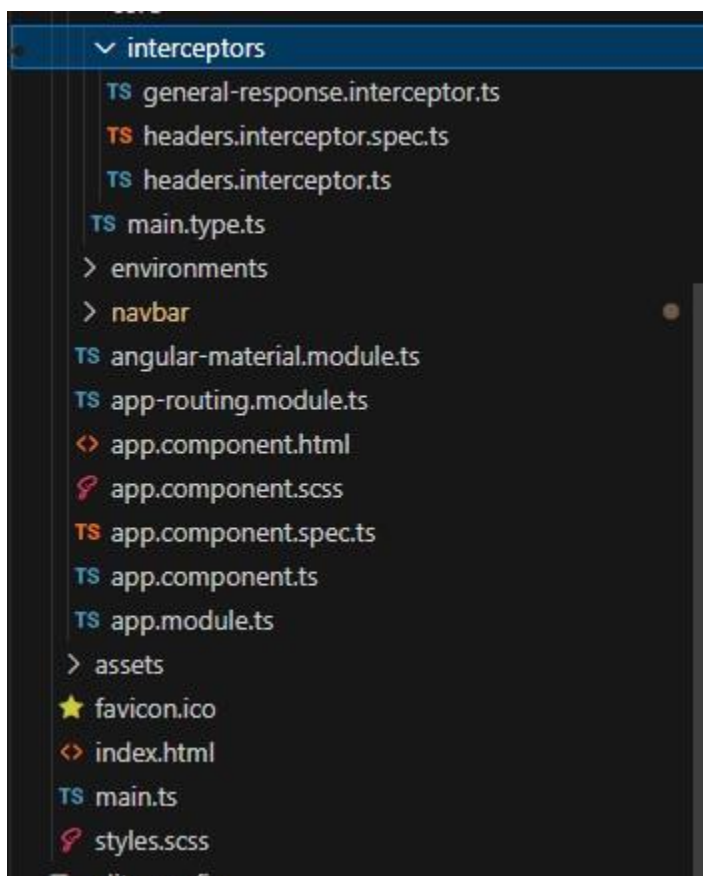 interceptors
TS general-response.interceptor.ts
TS headers.interceptor.spec.ts
TS headers.interceptor.ts
TS main.type.ts
environments
navbar
TS angular-material.module.ts
TS app-routing.module.ts
<> app.component.html
app.component.scss
TS app.component.spec.ts
TS app.component.ts
TS app.module.ts
assets
favicon.ico
<> index.html
TS main.ts
styles.scss